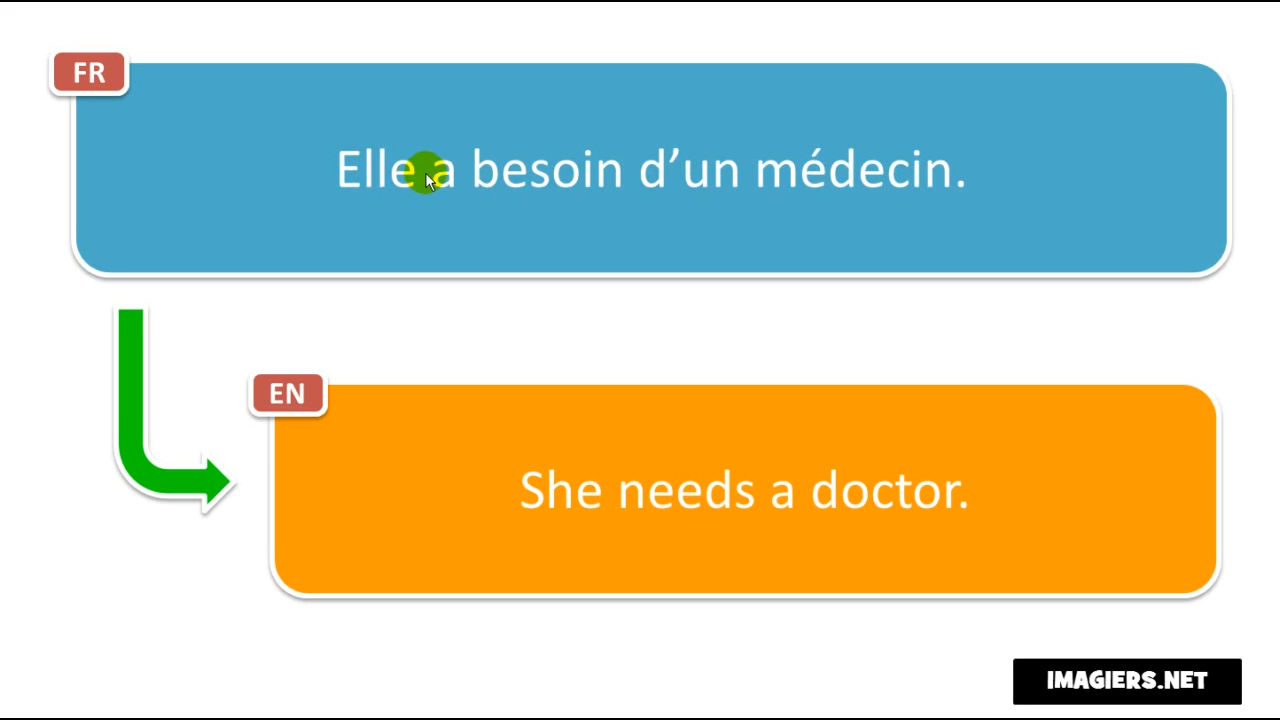 FR
Elle a besoin d’un médecin.
EN
She needs a doctor.
IMAGIERS.NET